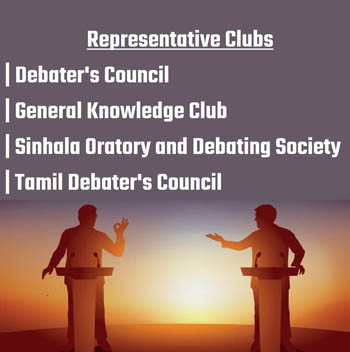 Representative Clubs
| Debater's Council
| General Knowledge Club
| Sinhala Oratory and Debating Society
| Tamil Debater's Council